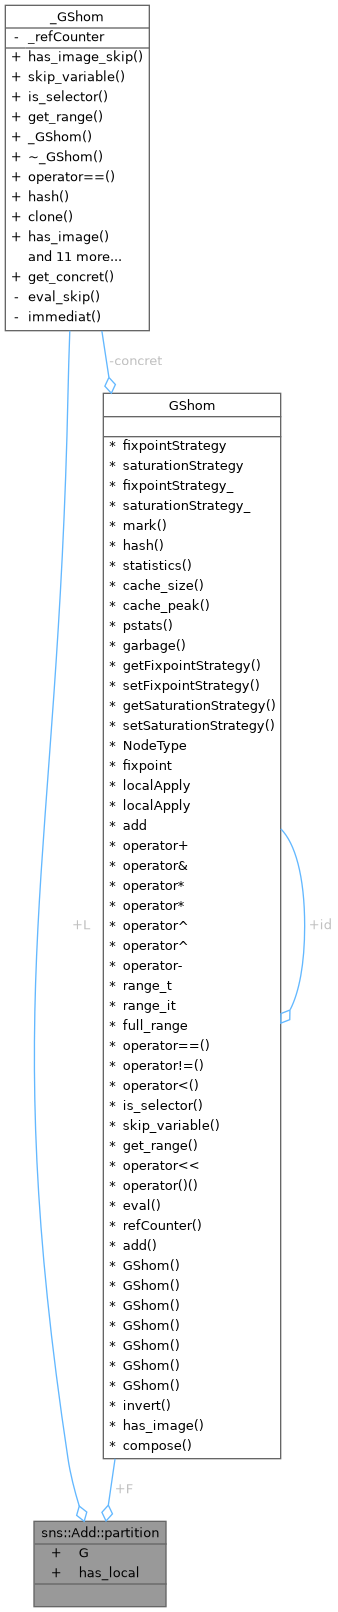 _GShom
- _refCounter
+ has_image_skip()
+ skip_variable()
+ is_selector()
+ get_range()
+ _GShom()
+ ~_GShom()
+ operator==()
+ hash()
+ clone()
+ has_image()
and 11 more...
+ get_concret()
- eval_skip()
- immediat()
-concret
GShom
* fixpointStrategy
* saturationStrategy
* fixpointStrategy_
* saturationStrategy_
* mark()
* hash()
* statistics()
* cache_size()
* cache_peak()
* pstats()
* garbage()
* getFixpointStrategy()
* setFixpointStrategy()
* getSaturationStrategy()
* setSaturationStrategy()
* NodeType
* fixpoint
* localApply
* localApply
* add
* operator+
* operator&
* operator*
* operator*
* operator^
* operator^
* operator-
* range_t
* range_it
* full_range
* operator==()
* operator!=()
* operator<()
* is_selector()
* skip_variable()
* get_range()
* operator<<
* operator()()
* eval()
* refCounter()
* add()
* GShom()
* GShom()
* GShom()
* GShom()
* GShom()
* GShom()
* GShom()
* invert()
* has_image()
* compose()
+id
+L
+F
sns::Add::partition
+ G
+ has_local